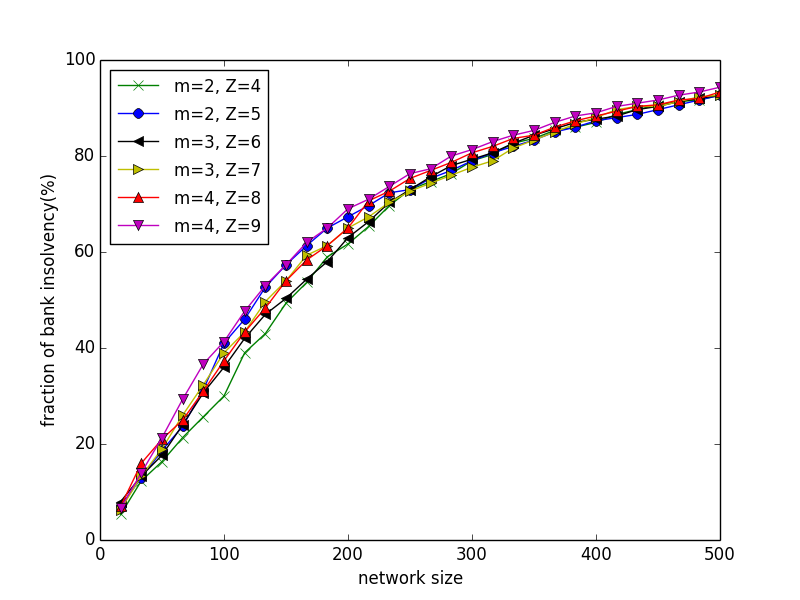 100
80
60
40
20
0
fraction of bank insolvency(%)
m=2, Z=4
m=2, Z=5
m=3, Z=6
m=3, Z=7
m=4, Z=8
m=4, Z=9
0 100 200 300 400 500
network size